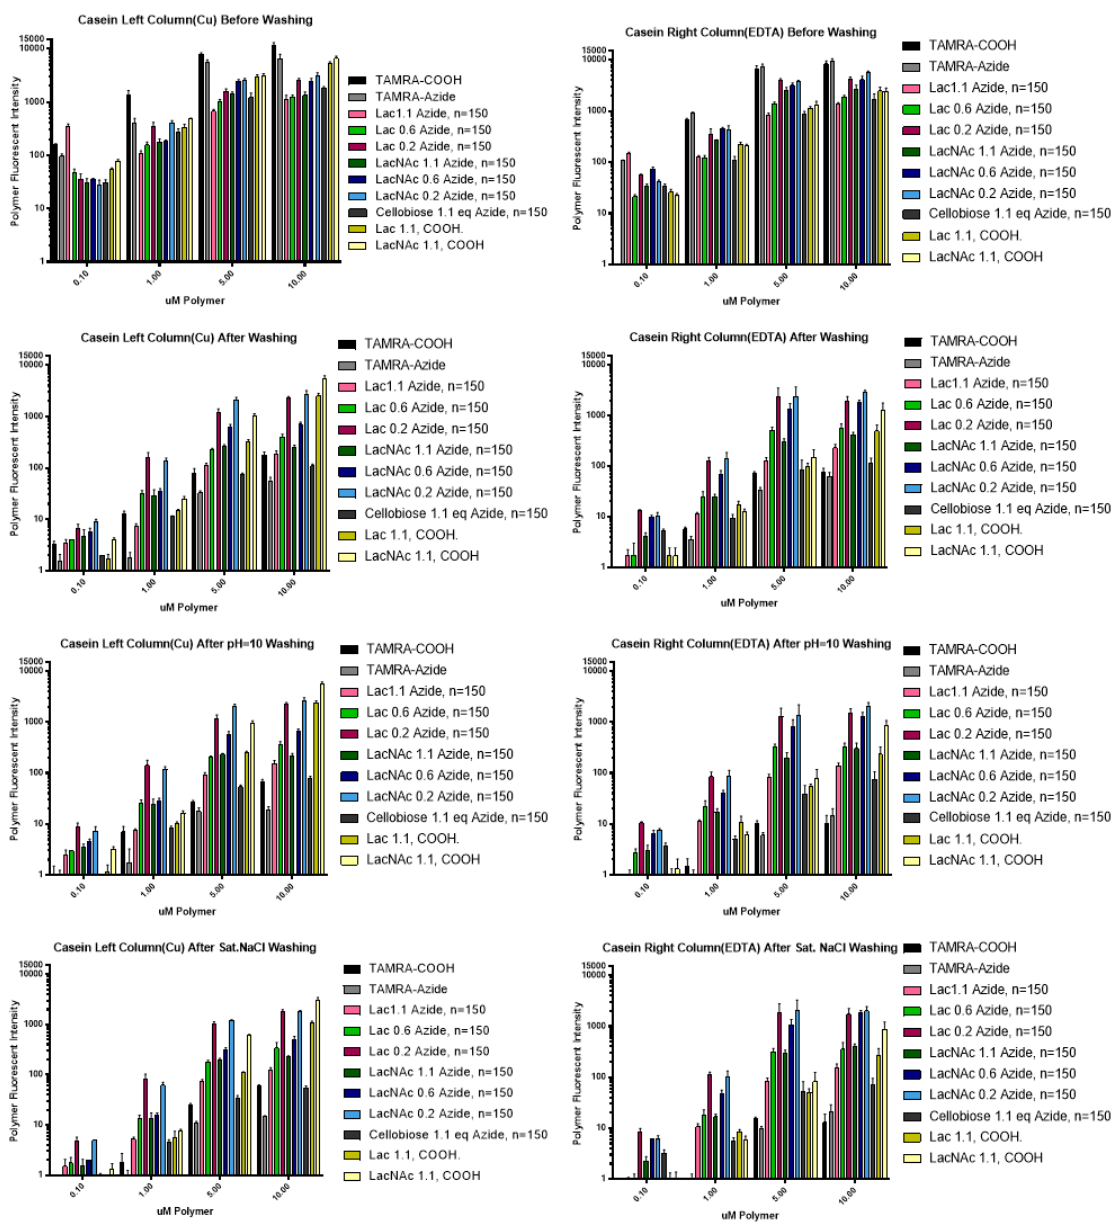 Casein Left Column(Cu) Before Washing
Polymer Fluorescent Intensity
15000
10000
1000
100
10
1
0.10
1.00
5.00
10.00
uM Polymer
TAMRA-COOH
TAMRA-Azide
Lac1.1 Azide, n=150
Lac 0.6 Azide, n=150
Lac 0.2 Azide, n=150
LacNAc 1.1 Azide, n=150
LacNAc 0.6 Azide, n=150
LacNAc 0.2 Azide, n=150
Cellobiose 1.1 eq Azide, n=150
Lac 1.1, COOH.
LacNAc 1.1, COOH
Casein Right Column(EDTA) Before Washing
Polymer Fluorescent Intensity
15000
10000
1000
100
10
1
0.10
1.00
5.00
10.00
uM Polymer
TAMRA-COOH
TAMRA-Azide
Lac1.1 Azide, n=150
Lac 0.6 Azide, n=150
Lac 0.2 Azide, n=150
LacNAc 1.1 Azide, n=150
LacNAc 0.6 Azide, n=150
LacNAc 0.2 Azide, n=150
Cellobiose 1.1 eq Azide, n=150
Lac 1.1, COOH.
LacNAc 1.1, COOH
Casein Left Column(Cu) After Washing
Polymer Fluorescent Intensity
15000
10000
1000
100
10
1
0.10
1.00
5.00
10.00
uM Polymer
TAMRA-COOH
TAMRA-Azide
Lac1.1 Azide, n=150
Lac 0.6 Azide, n=150
Lac 0.2 Azide, n=150
LacNAc 1.1 Azide, n=150
LacNAc 0.6 Azide, n=150
LacNAc 0.2 Azide, n=150
Cellobiose 1.1 eq Azide, n=150
Lac 1.1, COOH.
LacNAc 1.1, COOH
Casein Right Column(EDTA) After Washing
Polymer Fluorescent Intensity
15000
10000
1000
100
10
1
0.10
1.00
5.00
10.00
uM Polymer
TAMRA-COOH
TAMRA-Azide
Lac1.1 Azide, n=150
Lac 0.6 Azide, n=150
Lac 0.2 Azide, n=150
LacNAc 1.1 Azide, n=150
LacNAc 0.6 Azide, n=150
LacNAc 0.2 Azide, n=150
Cellobiose 1.1 eq Azide, n=150
Lac 1.1, COOH.
LacNAc 1.1, COOH
Casein Left Column(Cu) After pH=10 Washing
Polymer Fluorescent Intensity
15000
10000
1000
100
10
1
0.10
1.00
5.00
10.00
uM Polymer
TAMRA-COOH
TAMRA-Azide
Lac1.1 Azide, n=150
Lac 0.6 Azide, n=150
Lac 0.2 Azide, n=150
LacNAc 1.1 Azide, n=150
LacNAc 0.6 Azide, n=150
LacNAc 0.2 Azide, n=150
Cellobiose 1.1 eq Azide, n=150
Lac 1.1, COOH.
LacNAc 1.1, COOH
Casein Right Column(EDTA) After pH=10 Washing
Polymer Fluorescent Intensity
15000
10000
1000
100
10
1
0.10
1.00
5.00
10.00
uM Polymer
TAMRA-COOH
TAMRA-Azide
Lac1.1 Azide, n=150
Lac 0.6 Azide, n=150
Lac 0.2 Azide, n=150
LacNAc 1.1 Azide, n=150
LacNAc 0.6 Azide, n=150
LacNAc 0.2 Azide, n=150
Cellobiose 1.1 eq Azide, n=150
Lac 1.1, COOH.
LacNAc 1.1, COOH
Casein Left Column(Cu) After Sat.NaCl Washing
Polymer Fluorescent Intensity
15000
10000
1000
100
10
1
0.10
1.00
5.00
10.00
uM Polymer
TAMRA-COOH
TAMRA-Azide
Lac1.1 Azide, n=150
Lac 0.6 Azide, n=150
Lac 0.2 Azide, n=150
LacNAc 1.1 Azide, n=150
LacNAc 0.6 Azide, n=150
LacNAc 0.2 Azide, n=150
Cellobiose 1.1 eq Azide, n=150
Lac 1.1, COOH.
LacNAc 1.1, COOH
Casein Right Column(EDTA) After Sat. NaCl Washing
Polymer Fluorescent Intensity
15000
10000
1000
100
10
1
0.10
1.00
5.00
10.00
uM Polymer
TAMRA-COOH
TAMRA-Azide
Lac1.1 Azide, n=150
Lac 0.6 Azide, n=150
Lac 0.2 Azide, n=150
LacNAc 1.1 Azide, n=150
LacNAc 0.6 Azide, n=150
LacNAc 0.2 Azide, n=150
Cellobiose 1.1 eq Azide, n=150
Lac 1.1, COOH.
LacNAc 1.1, COOH